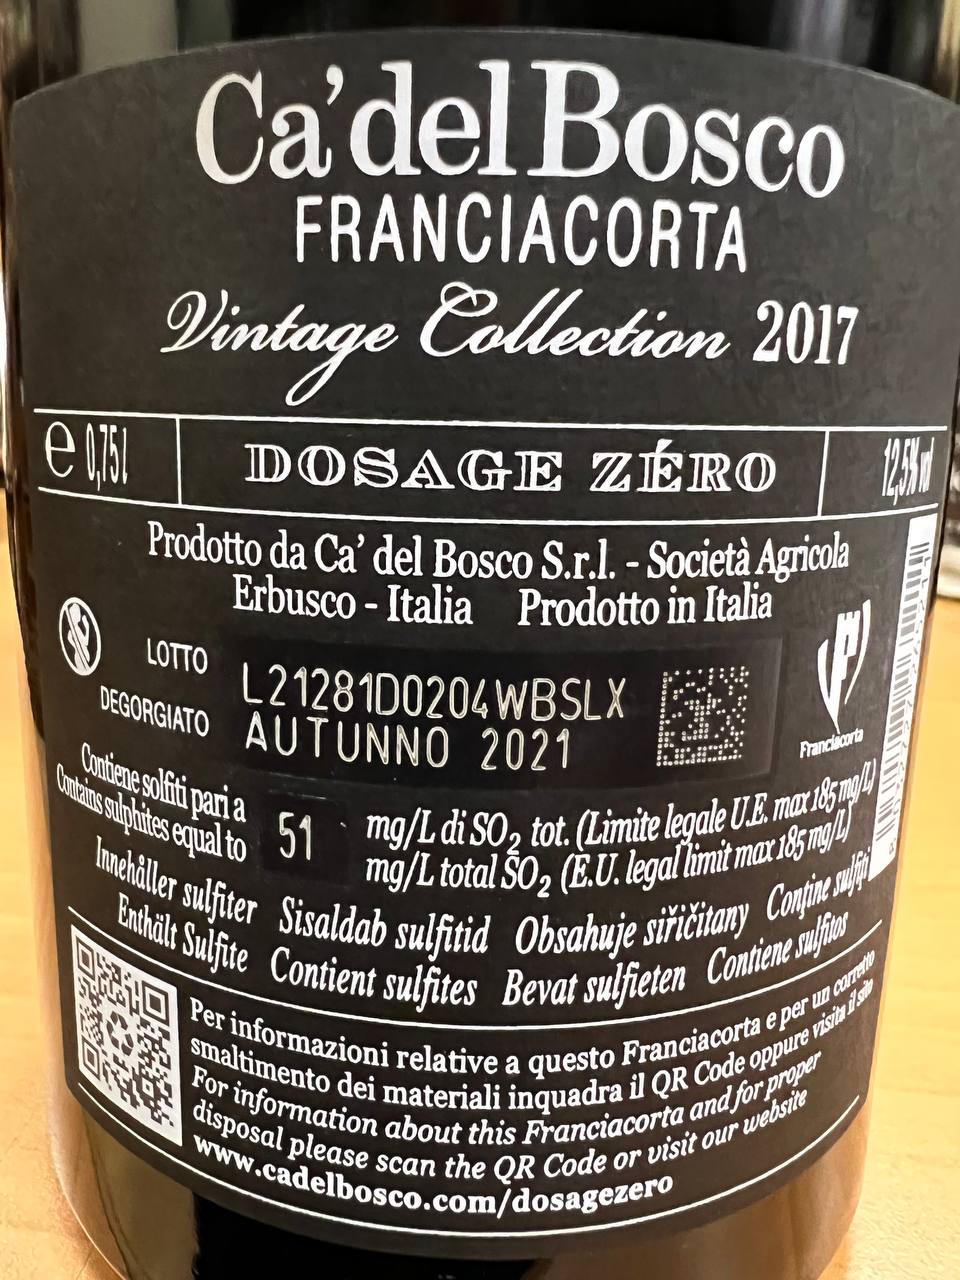 Ca' del Bosco
FRANCIACORTA
Vintage Collection 2017
e 0,75 l DOSAGE ZÉRO 12,5% vol
Prodotto da Ca' del Bosco S.r.l. - Società Agricola
Erbusco - Italia Prodotto in Italia
LOTTO L21281D0204WBSLX
DEGORGIATO AUTUNNO 2021
Franciacorta
Contiene solfiti pari a
Contains sulphites equal to
51
mg/L di SO2 tot. (Limite legale U.E. max 185 mg/L)
mg/L total SO2 (E.U. legal limit max 185 mg/L)
Innehåller sulfiter Sisaldab sulfitid Obsahuje siřičitany Conţine sulfiţi
Enthält Sulfite Contient sulfites Bevat sulfieten Contiene sulfitos
Per informazioni relative a questo Franciacorta e per un corretto
smaltimento dei materiali inquadra il QR Code oppure visita il sito
For information about this Franciacorta and for proper
disposal please scan the QR Code or visit our website
www.cadelbosco.com/dosagezero